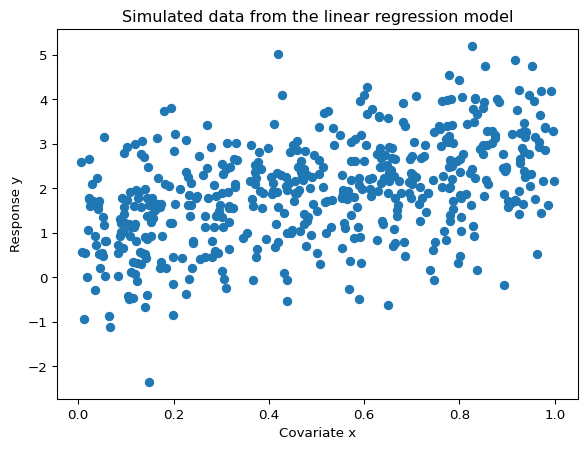 Simulated data from the linear regression model
5
4
3
2
1
0
−1
−2
Response y
0.0 0.2 0.4 0.6 0.8 1.0
Covariate x